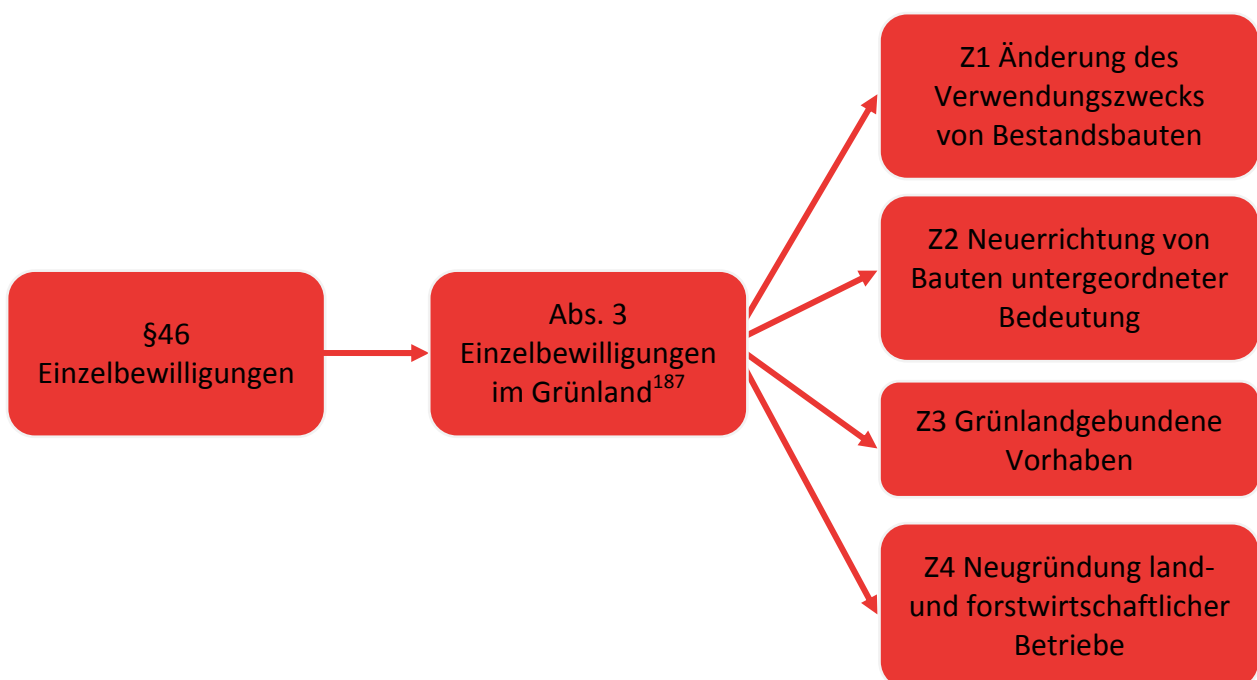 §46
Einzelbewilligungen
Abs. 3
Einzelbewilligungen
im Grünland187
Z1 Änderung des
Verwendungszwecks
von Bestandsbauten
Z2 Neuerrichtung von
Bauten untergeordneter
Bedeutung
Z3 Grünlandgebundene
Vorhaben
Z4 Neugründung land-
und forstwirtschaftlicher
Betriebe